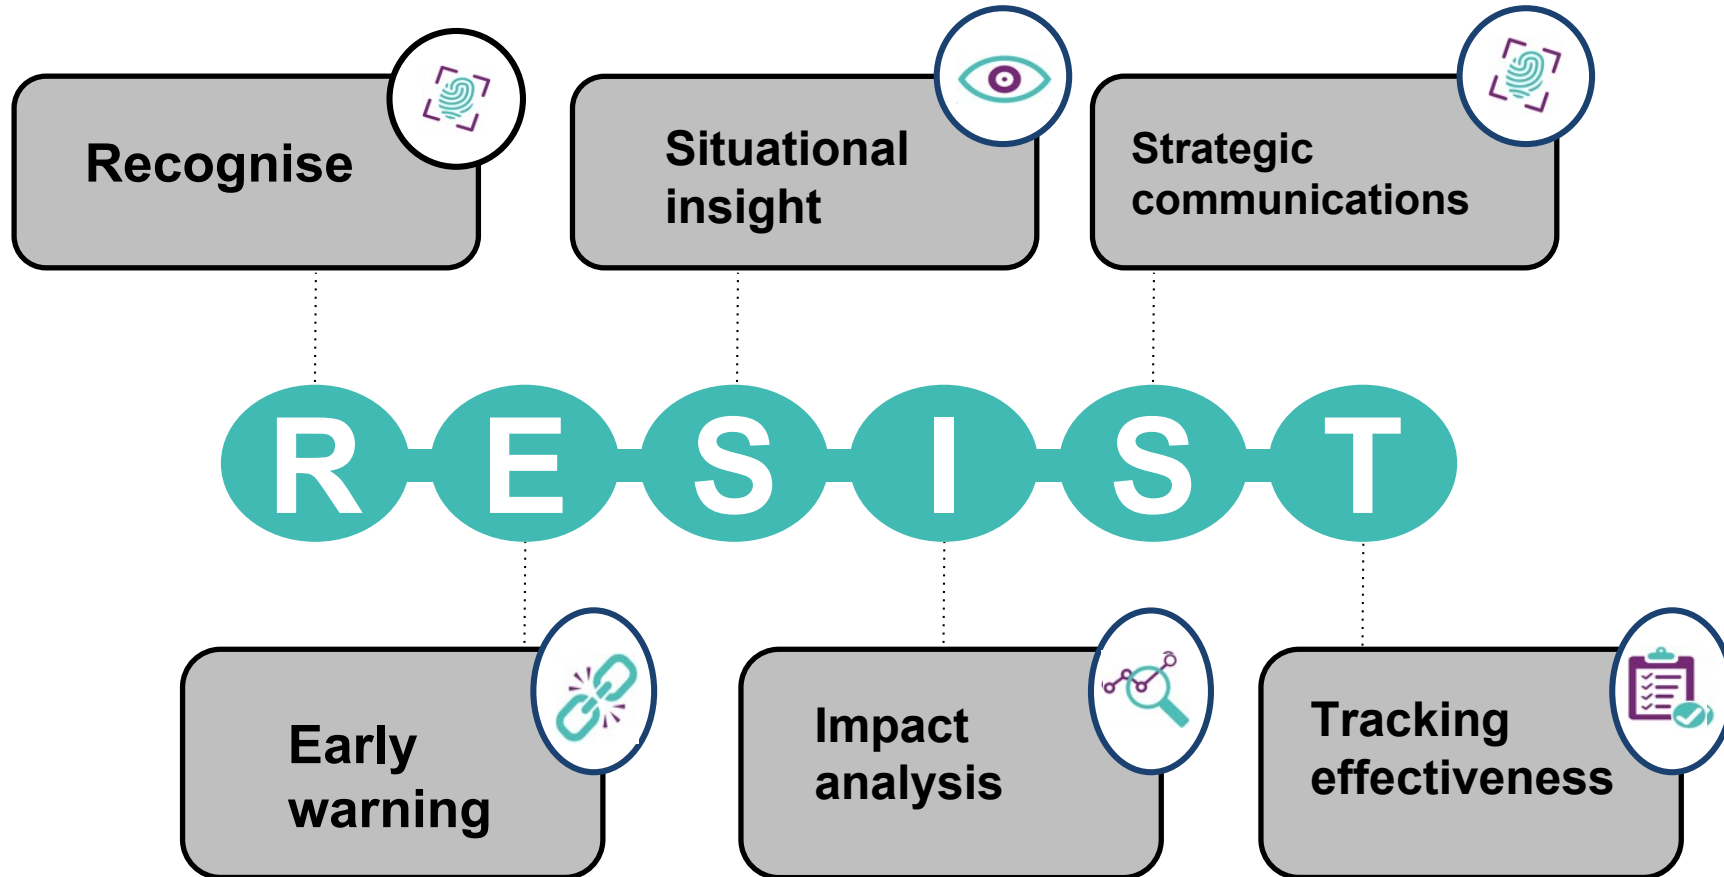 Recognise
Situational
insight
Strategic
communications
R E S I S T
Early
warning
Impact
analysis
Tracking
effectiveness